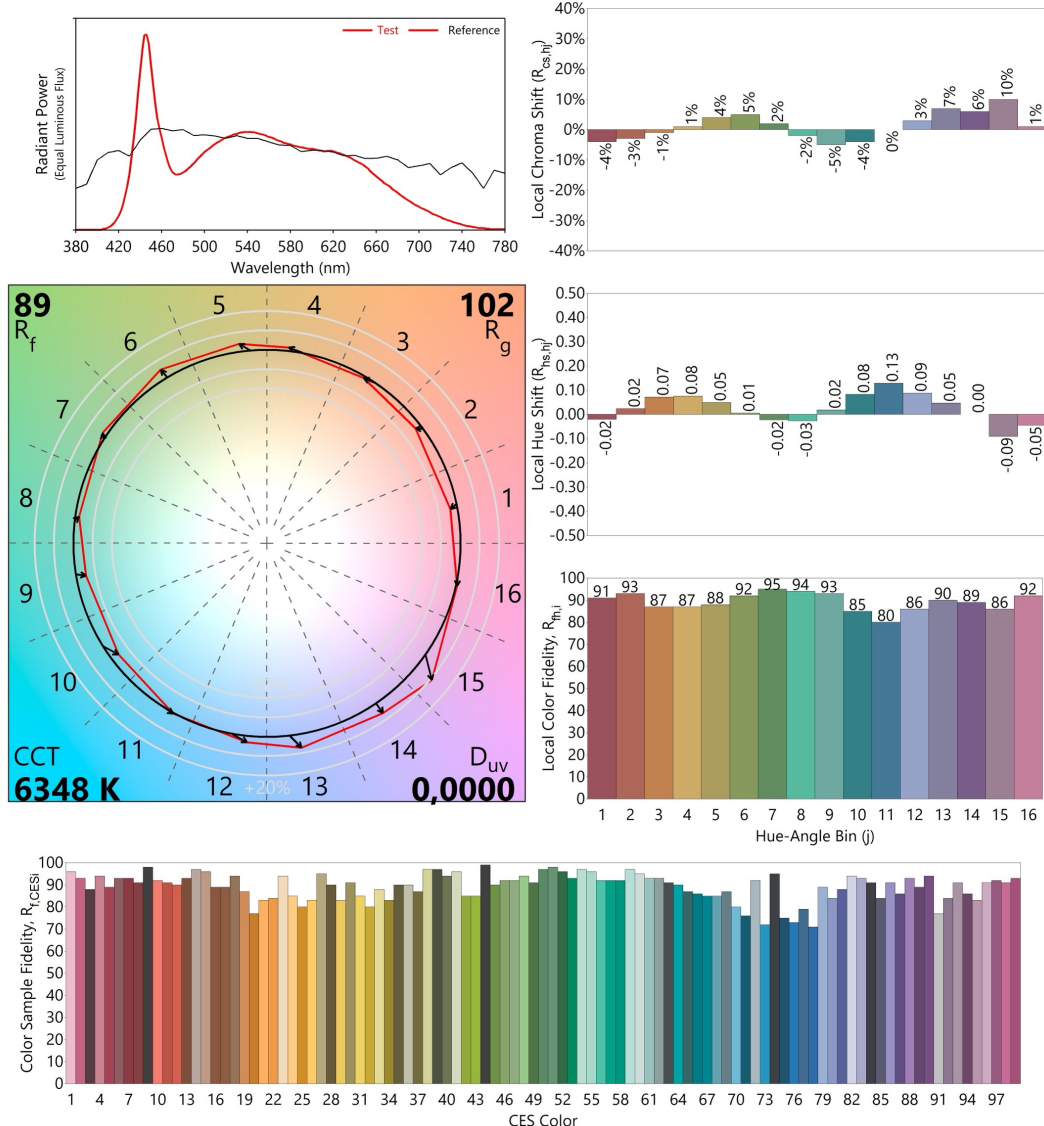 Test Reference
Radiant Power
(Equal Luminous Flux)
380 420 460 500 540 580 620 660 700 740 780
Wavelength (nm)
Local Chroma Shift (Rcs,hj)
40%
30%
20%
10%
0%
-10%
-20%
-30%
-40%
-4% -3% -1% 1% 4% 5% 2% -2% -5% -4% 0% 3% 7% 6% 10% 1%
89
Rf
102
Rg
1
2
3
4
5
6
7
8
9
10
11
12
13
14
15
16
+20%
CCT
6348 K
Duv
0,0000
Local Hue Shift (Rhs,hj)
0.50
0.40
0.30
0.20
0.10
0.00
-0.10
-0.20
-0.30
-0.40
-0.50
-0.02 0.02 0.07 0.08 0.05 0.01 -0.02 -0.03 0.02 0.08 0.13 0.09 0.05 0.00 -0.09 -0.05
Local Color Fidelity, Rfh,i
100
90
80
70
60
50
40
30
20
10
0
91 93 87 87 88 92 95 94 93 85 80 86 90 89 86 92
1 2 3 4 5 6 7 8 9 10 11 12 13 14 15 16
Hue-Angle Bin (j)
Color Sample Fidelity, Rf,CESi
100
90
80
70
60
50
40
30
20
10
0
1 4 7 10 13 16 19 22 25 28 31 34 37 40 43 46 49 52 55 58 61 64 67 70 73 76 79 82 85 88 91 94 97
CES Color